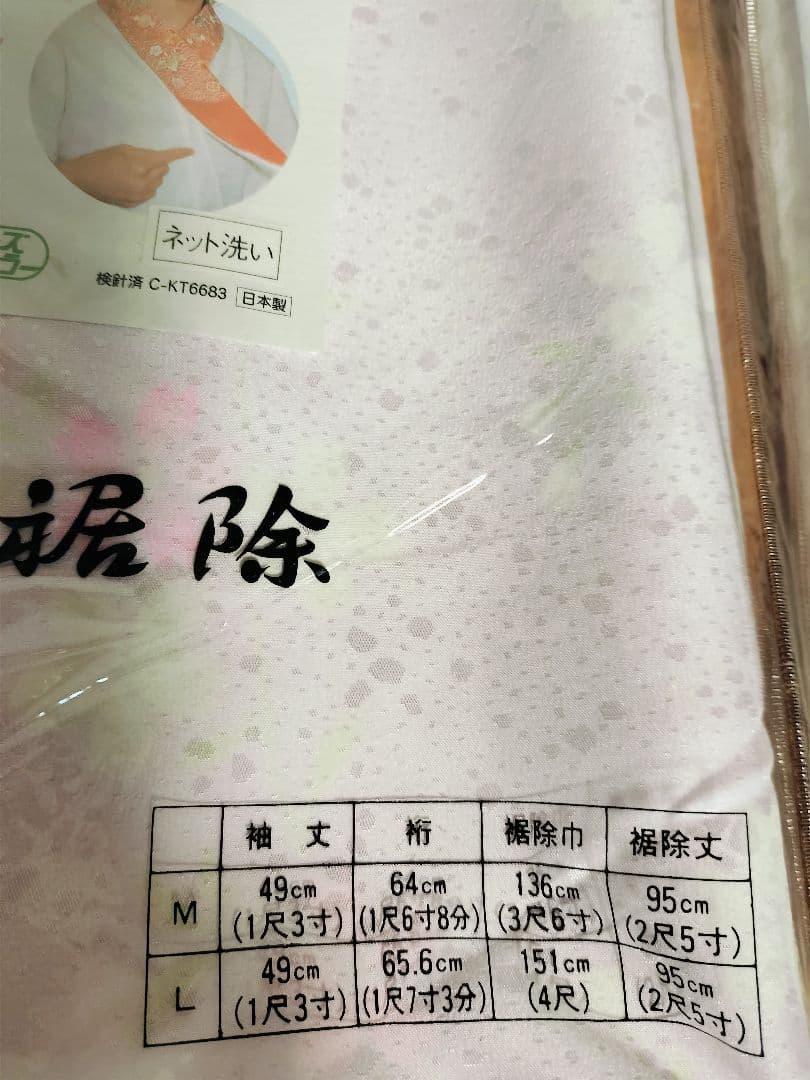 ネット洗い
検針済 C-KT6683 日本製
裾除
袖丈 裄 裾除巾 裾除丈
M 49cm (1尺3寸) 64cm (1尺6寸8分) 136cm (3尺6寸) 95cm (2尺5寸)
L 49cm (1尺3寸) 65.6cm (1尺7寸3分) 151cm (4尺) 95cm (2尺5寸)